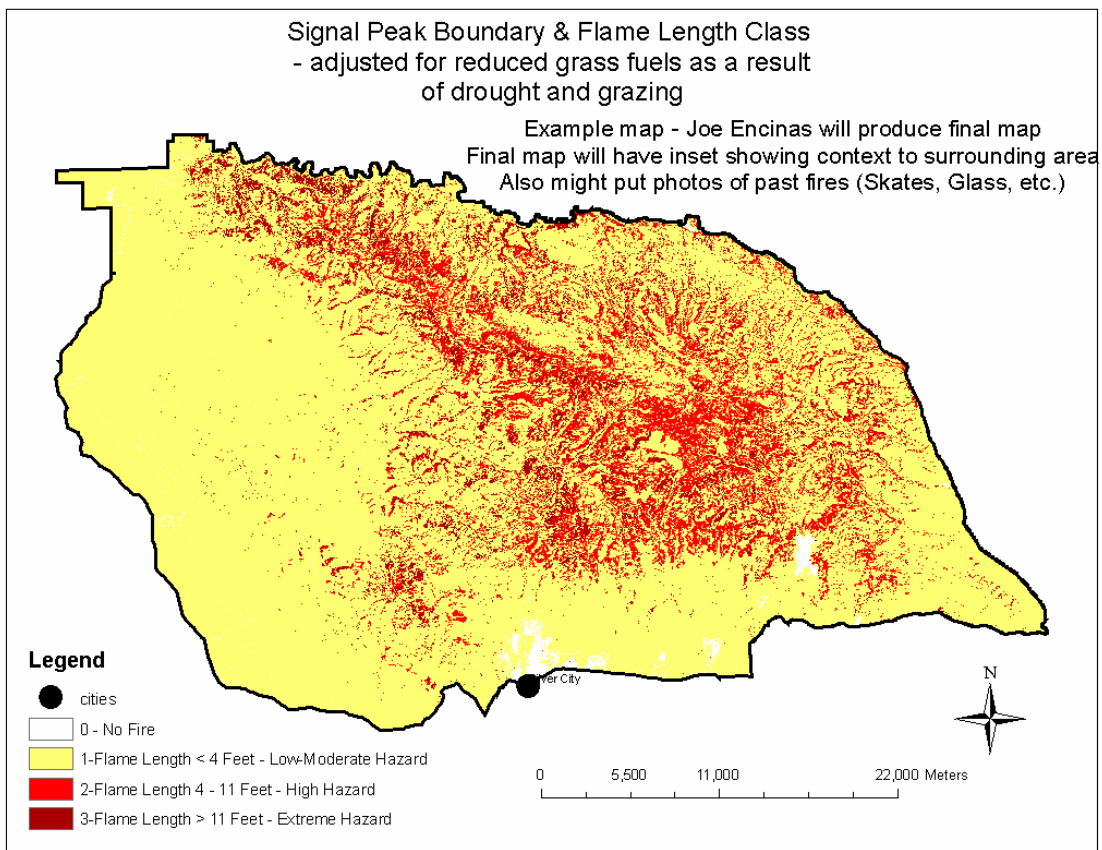 Signal Peak Boundary & Flame Length Class
- adjusted for reduced grass fuels as a result
of drought and grazing
Example map - Joe Encinas will produce final map
Final map will have inset showing context to surrounding area
Also might put photos of past fires (Skates, Glass, etc.)
City
Legend
cities
0 - No Fire
1-Flame Length < 4 Feet - Low-Moderate Hazard
2-Flame Length 4 - 11 Feet - High Hazard
3-Flame Length > 11 Feet - Extreme Hazard
N
0 5,500 11,000 22,000 Meters